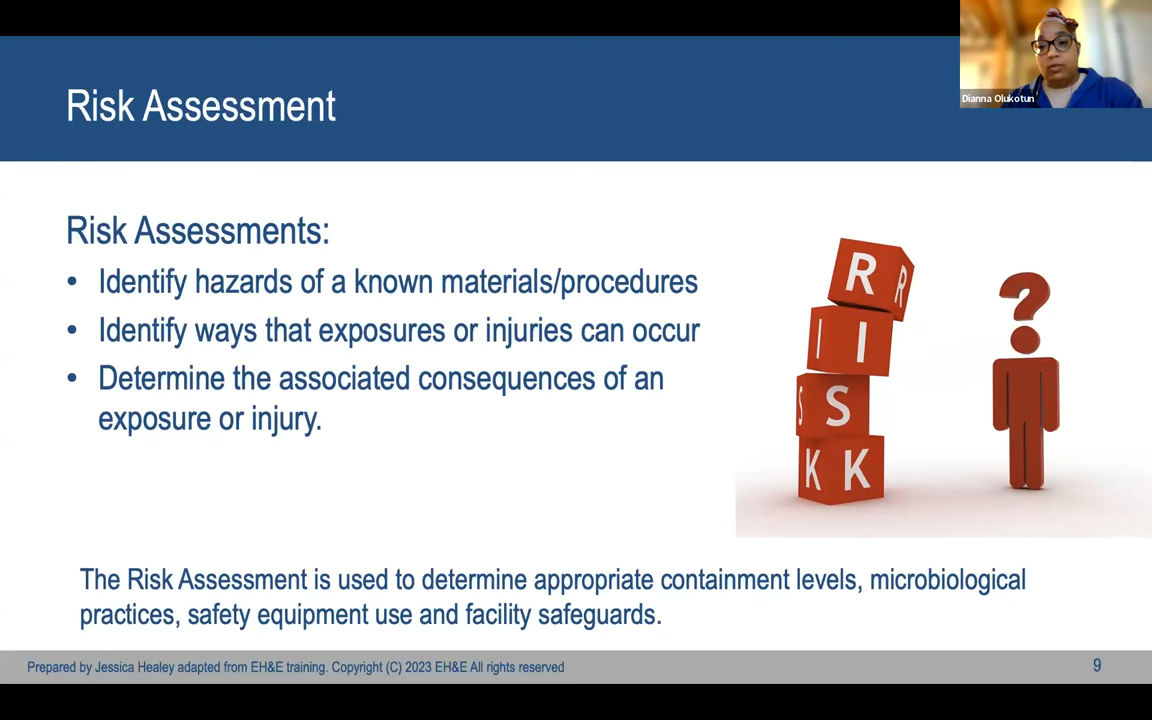 Dianna Olukotun
Risk Assessment
Risk Assessments:
• Identify hazards of a known materials/procedures
• Identify ways that exposures or injuries can occur
• Determine the associated consequences of an
exposure or injury.
R R
I I
S S
K K
?
The Risk Assessment is used to determine appropriate containment levels, microbiological
practices, safety equipment use and facility safeguards.
Prepared by Jessica Healey adapted from EH&E training. Copyright (C) 2023 EH&E All rights reserved
9